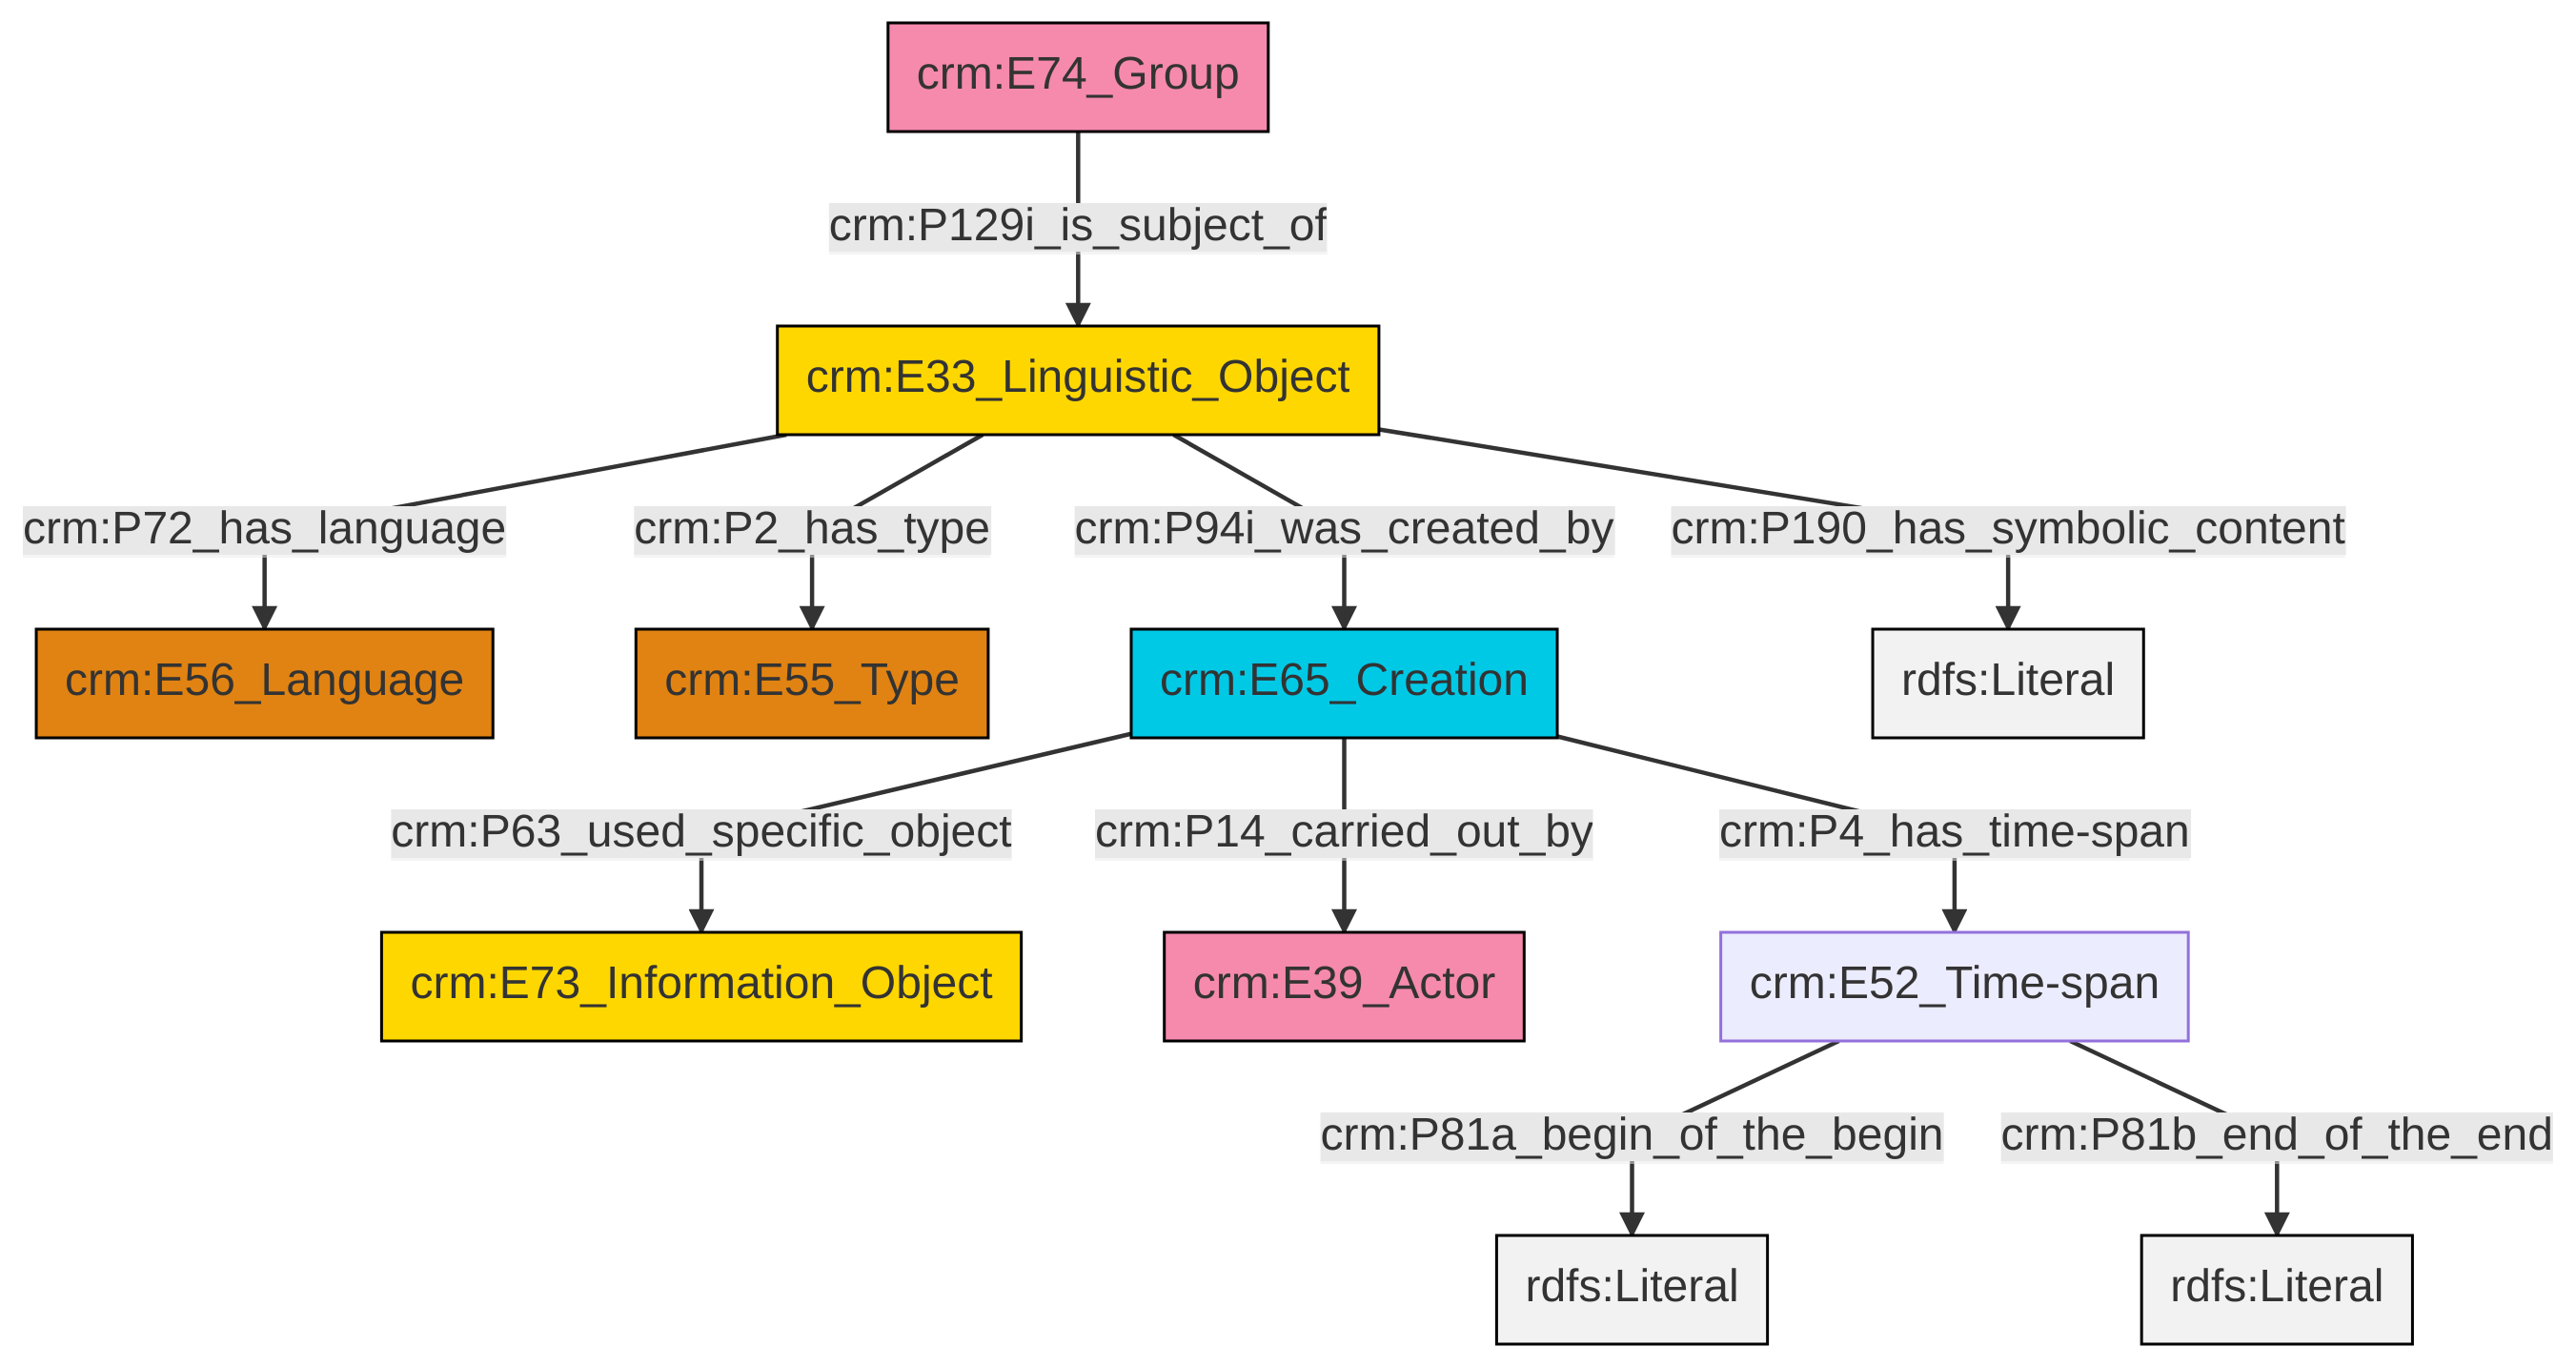 crm:E74_Group
crm:P129i_is_subject_of
crm:E33_Linguistic_Object
crm:P72_has_language
crm:P2_has_type
crm:P94i_was_created_by
crm:P190_has_symbolic_content
crm:E56_Language
crm:E55_Type
crm:E65_Creation
rdfs:Literal
crm:P63_used_specific_object
crm:P14_carried_out_by
crm:P4_has_time-span
crm:E73_Information_Object
crm:E39_Actor
crm:E52_Time-span
crm:P81a_begin_of_the_begin
crm:P81b_end_of_the_end
rdfs:Literal
rdfs:Literal